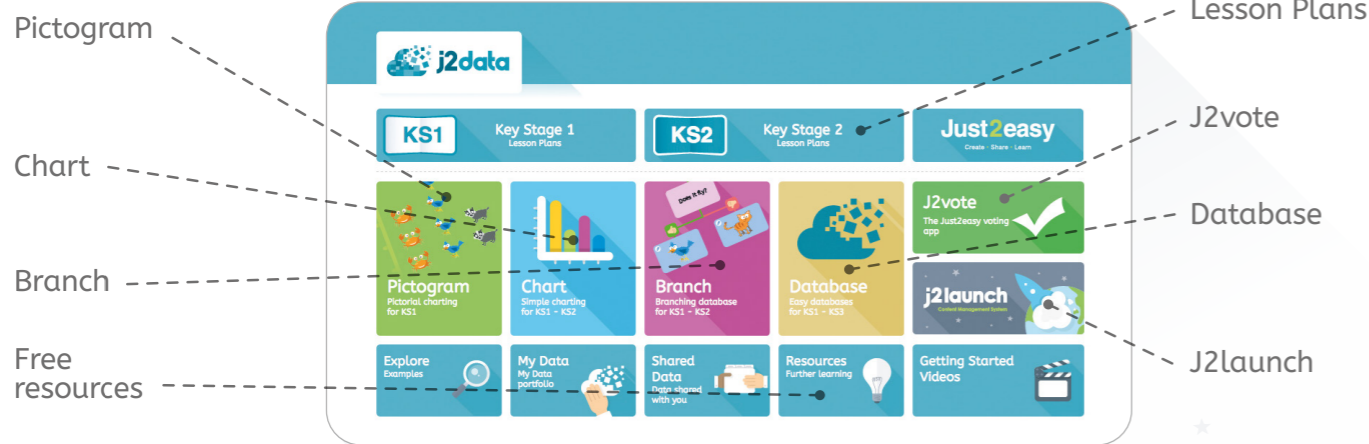 Lesson Plans
Pictogram
j2data
J2vote
KS1
Key Stage 1
Lesson Plans
KS2
Key Stage 2
Lesson Plans
Just2easy
Create - Share - Learn
Chart
Does it fly?
J2vote
The Just2easy voting
app
Database
Branch
Pictogram
Pictorial charting
for KS1
Chart
Simple charting
for KS1 - KS2
Branch
Branching database
for KS1 - KS2
Database
Easy databases
for KS1 - KS3
j2launch
Content Management System
Free
resources
Explore
Examples
My Data
My Data
portfolio
Shared
Data
Data shared
with you
Resources
Further learning
Getting Started
Videos
J2launch